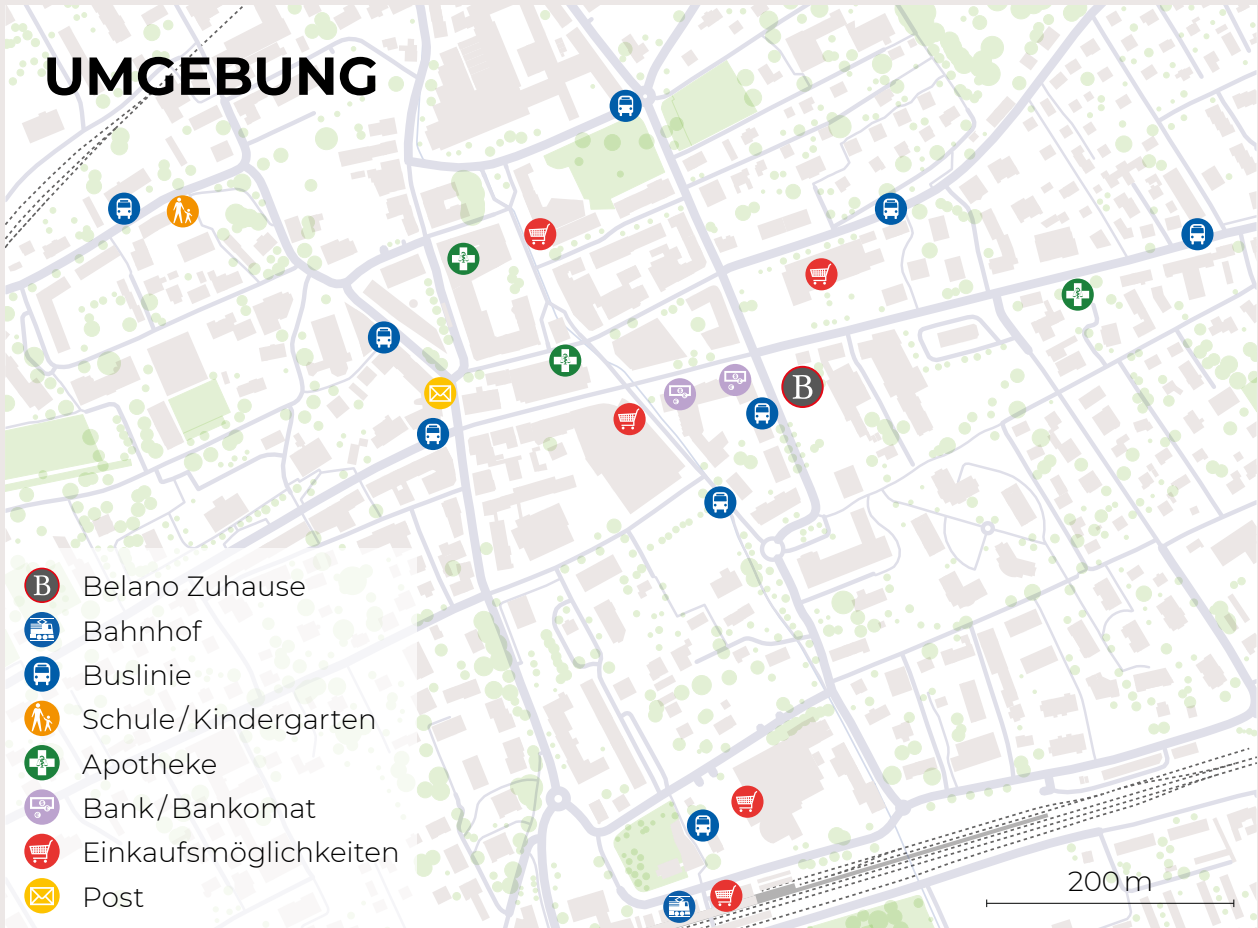 UMGEBUNG
B
B Belano Zuhause
Bahnhof
Buslinie
Schule/Kindergarten
Apotheke
Bank/Bankomat
Einkaufsmöglichkeiten
Post
200 m